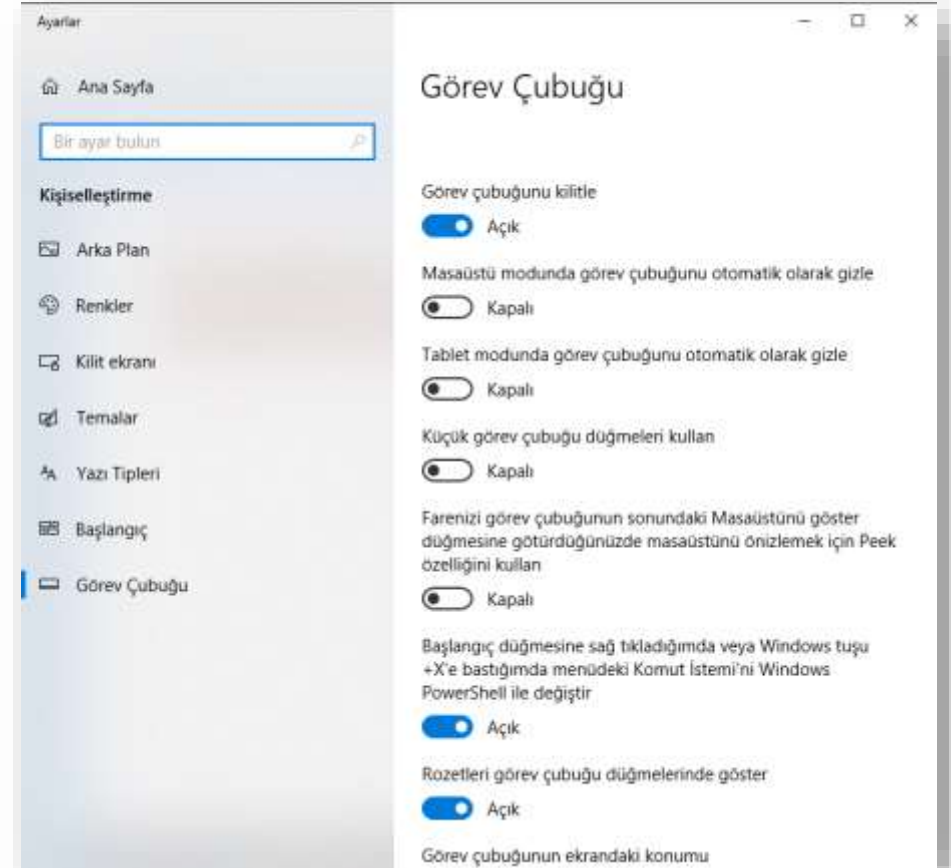 Ayarlar
Ana Sayfa
Bir ayar bulun
Kişiselleştirme
Arka Plan
Renkler
Kilit ekranı
Temalar
Yazı Tipleri
Başlangıç
Görev Çubuğu
Görev Çubuğu
Görev çubuğunu kilitle
Açık
Masaüstü modunda görev çubuğunu otomatik olarak gizle
Kapalı
Tablet modunda görev çubuğunu otomatik olarak gizle
Kapalı
Küçük görev çubuğu düğmeleri kullan
Kapalı
Farenizi görev çubuğunun sonundaki Masaüstünü göster
düğmesine götürdüğünüzde masaüstünü önizlemek için Peek
özelliğini kullan
Kapalı
Başlangıç düğmesine sağ tıkladığımda veya Windows tuşu
+X'e bastığımda menüdeki Komut İstemi'ni Windows
PowerShell ile değiştir
Açık
Rozetleri görev çubuğu düğmelerinde göster
Açık
Görev çubuğunun ekrandaki konumu